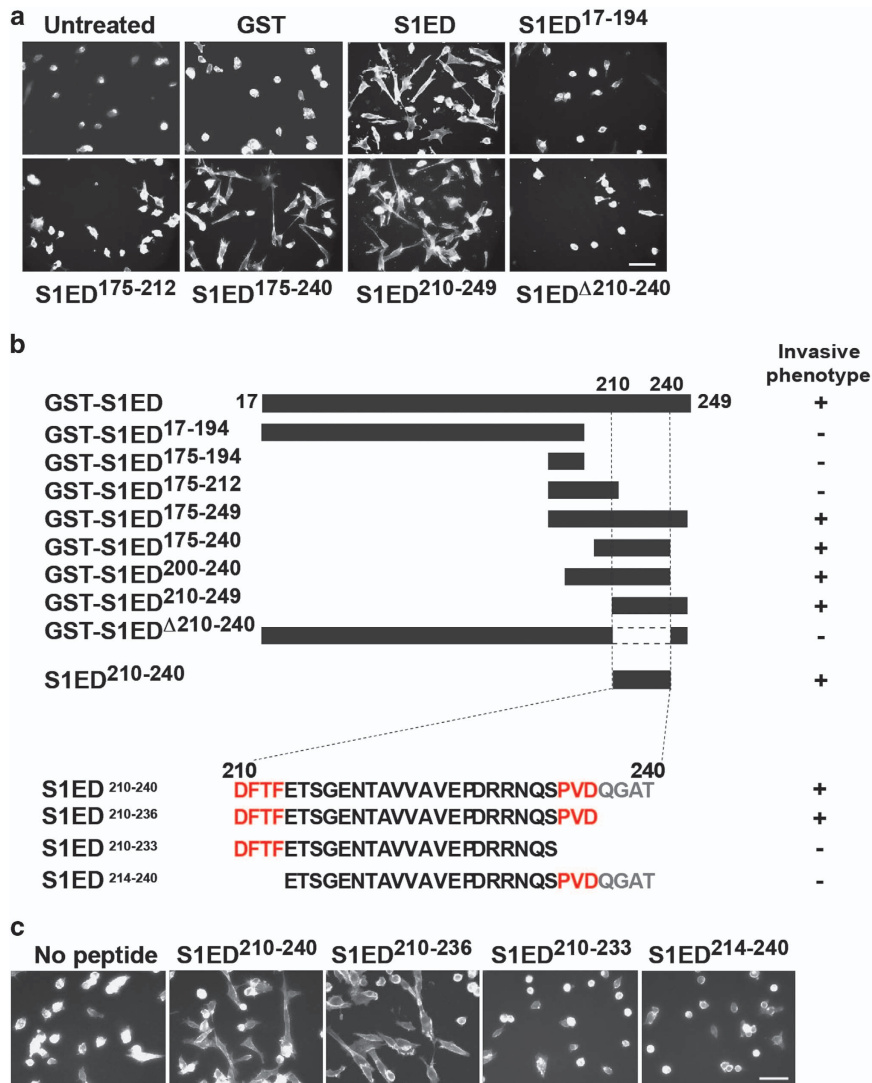 a
Untreated GST S1ED S1ED17-194
S1ED175-212 S1ED175-240 S1ED210-249 S1EDΔ210-240
b
Invasive
phenotype
210 240
GST-S1ED 17 249 +
GST-S1ED17-194 -
GST-S1ED175-194 -
GST-S1ED175-212 -
GST-S1ED175-249 +
GST-S1ED175-240 +
GST-S1ED200-240 +
GST-S1ED210-249 +
GST-S1EDΔ210-240 -
S1ED210-240 +
210 240
S1ED 210-240 DFTFETSGENTAVVAVEPDRRNQSPVDQGAT +
S1ED 210-236 DFTFETSGENTAVVAVEPDRRNQSPVD +
S1ED 210-233 DFTFETSGENTAVVAVEPDRRNQS -
S1ED 214-240 ETSGENTAVVAVEPDRRNQSPVDQGAT -
c
No peptide S1ED210-240 S1ED210-236 S1ED210-233 S1ED214-240